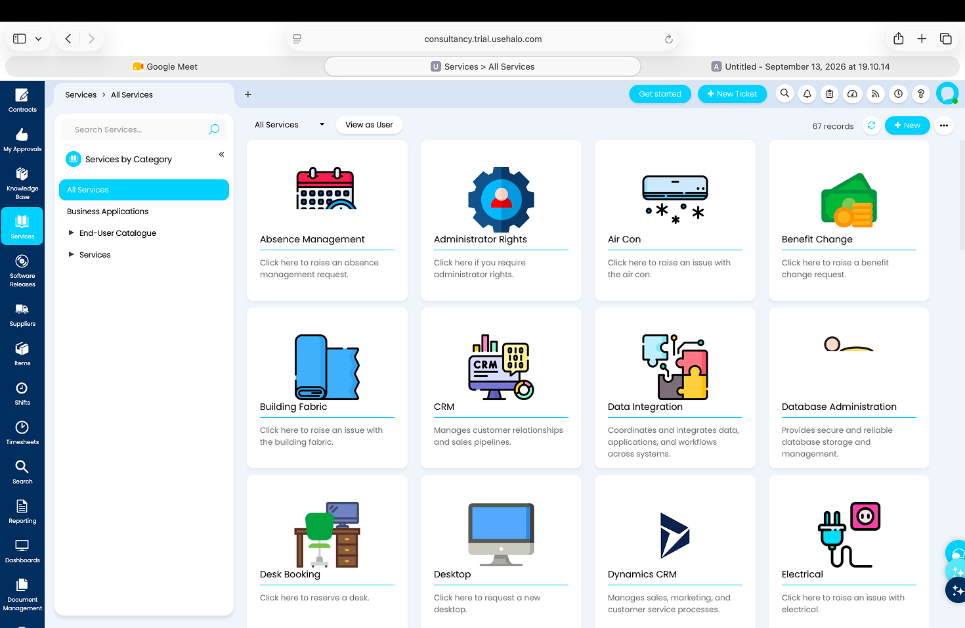 consultancy.trial.usehalo.com
Google Meet
U Services > All Services
A Untitled - September 13, 2026 at 19.10.14
Services > All Services
Get started
+ New Ticket
Contracts
My Approvals
Knowledge
Base
Services
Software
Releases
Suppliers
Items
Shifts
Timesheets
Search
Reporting
Dashboards
Document
Management
Search Services...
Services by Category
All Services
Business Applications
End-User Catalogue
Services
All Services
View as User
67 records
+ New
Absence Management
Click here to raise an absence
management request.
Administrator Rights
Click here if you require
administrator rights.
Air Con
Click here to raise an issue with
the air con.
Benefit Change
Click here to raise a benefit
change request.
Building Fabric
Click here to raise an issue with
the building fabric.
CRM
CRM
Manages customer relationships
and sales pipelines.
Data Integration
Coordinates and integrates data,
applications, and workflows
across systems.
Database Administration
Provides secure and reliable
database storage and
management.
Desk Booking
Click here to reserve a desk.
Desktop
Click here to request a new
desktop.
Dynamics CRM
Manages sales, marketing, and
customer service processes.
Electrical
Click here to raise an issue with
electrical.